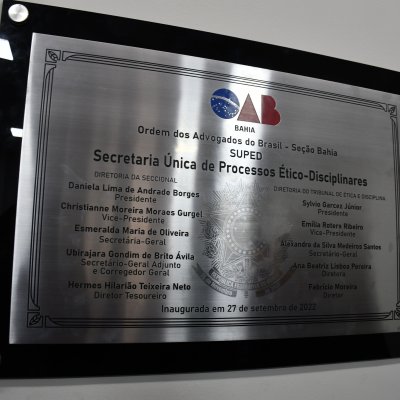 OAB
BAHIA
Ordem dos Advogados do Brasil - Seção Bahia
SUPED
Secretaria Única de Processos Ético-Disciplinares
DIRETORIA DA SECCIONAL
Daniela Lima de Andrade Borges
Presidente
Christianne Moreira Moraes Gurgel
Vice-Presidente
Esmeralda Maria de Oliveira
Secretária-Geral
Ubirajara Gondim de Brito Ávila
Secretário-Geral Adjunto
e Corregedor Geral
Hermes Hilarião Teixeira Neto
Diretor Tesoureiro
DIRETORIA DO TRIBUNAL DE ÉTICA E DISCIPLINA
Sylvio Garcez Júnior
Presidente
Emilia Roters Ribeiro
Vice-Presidente
Alexandra da Silva Medeiros Santos
Secretária-Geral
Ana Beatriz Lisboa Pereira
Diretora
Fabrício Moreira
Diretor
Inaugurada em 27 de setembro de 2022